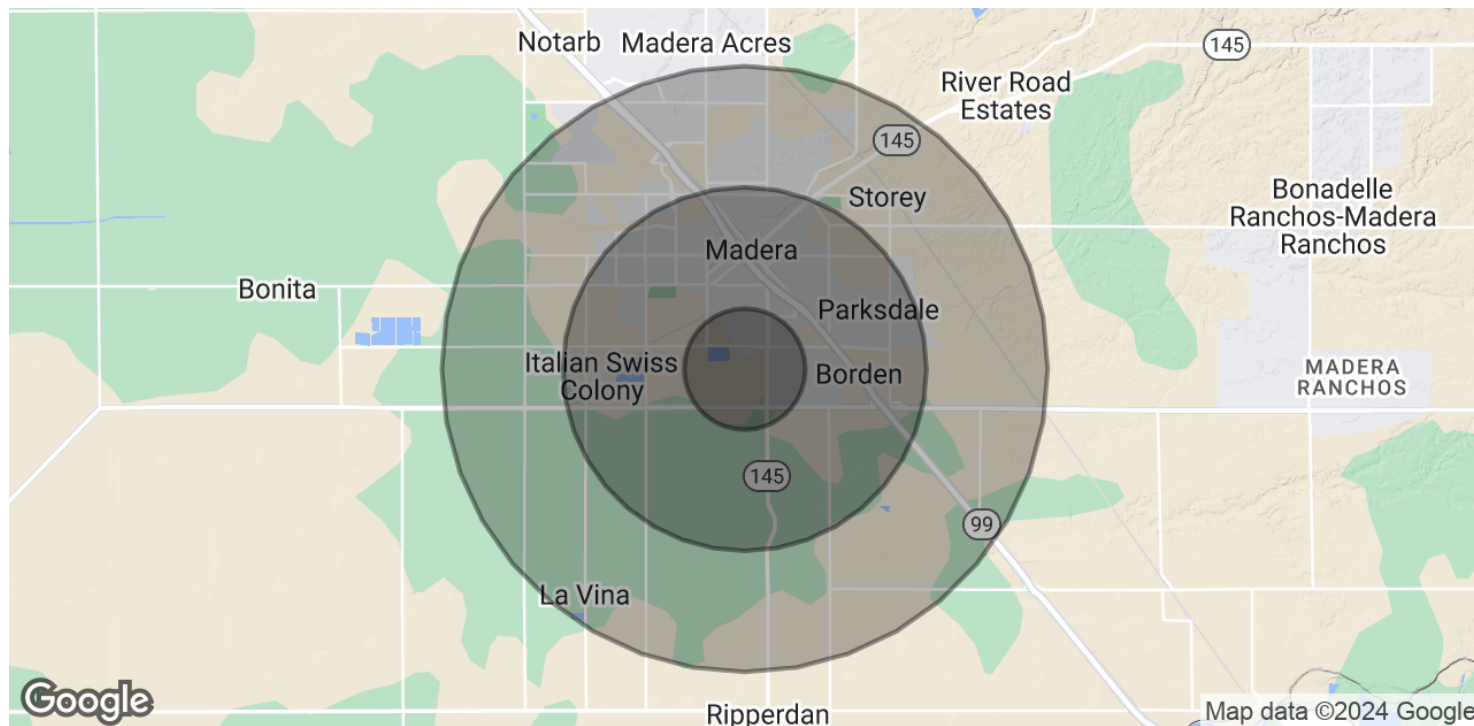 Notarb
Madera Acres
145
River Road
Estates
145
Storey
Bonadelle
Ranchos-Madera
Ranchos
Madera
Bonita
Parksdale
Italian Swiss
Colony
Borden
MADERA
RANCHOS
145
99
La Vina
Google
Ripperdan
Map data ©2024 Google